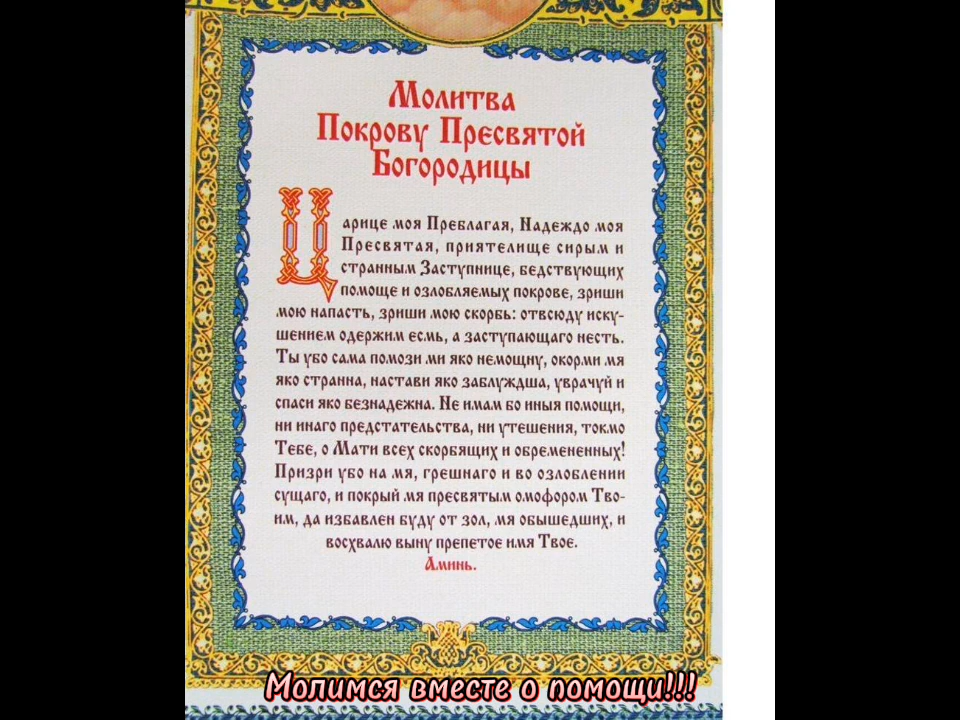 Молитва
Покрову Пресвятой
Богородицы
Царице моя Преблагая, Надеждо моя
Пресвятая, приятелище сирым и
странным Заступнице, бедствующих
помоще и озлобляемых покрове, зриши
мою напасть, зриши мою скорбь: отвсюду иску-
шением одержим есмь, а заступающаго несть.
Ты убо сама помози ми яко немощну, окорми мя
яко странна, настави яко заблуждша, уврачуй и
спаси яко безнадежна. Не имам бо иныя помощи,
ни инаго предстательства, ни утешения, токмо
Тебе, о Мати всех скорбящих и обремененных!
Призри убо на мя, грешнаго и во озлоблении
сущаго, и покрый мя пресвятым омофором Тво-
им, да избавлен буду от зол, мя обышедших, и
восхвалю выну препетое имя Твое.
Аминь.
Молимся вместе о помощи!!!